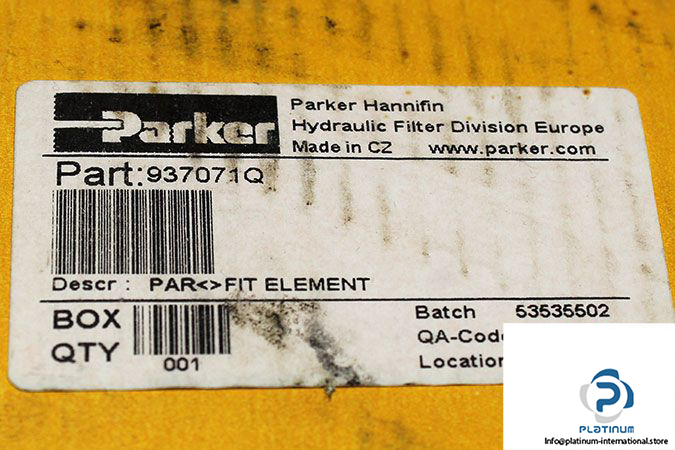 Parker
Parker Hannifin
Hydraulic Filter Division Europe
Made in CZ www.parker.com
Part: 937071Q
Descr : PAR<>FIT ELEMENT
BOX
QTY
001
Batch 53535502
QA-Code
Location
PLATINUM
Info@platinum-international.store